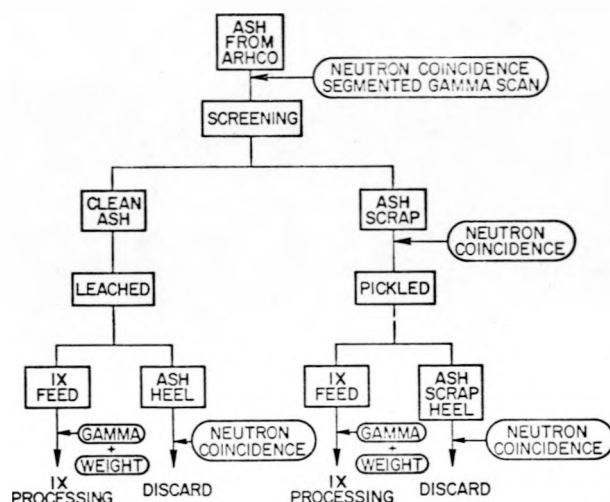 ASH
FROM
ARHCO
NEUTRON COINCIDENCE
SEGMENTED GAMMA SCAN
SCREENING
CLEAN
ASH
ASH
SCRAP
NEUTRON
COINCIDENCE
LEACHED
PICKLED
IX
FEED
ASH
HEEL
IX
FEED
ASH
SCRAP
HEEL
GAMMA
+
WEIGHT
NEUTRON
COINCIDENCE
GAMMA
+
WEIGHT
NEUTRON
COINCIDENCE
IX
PROCESSING
DISCARD
IX
PROCESSING
DISCARD